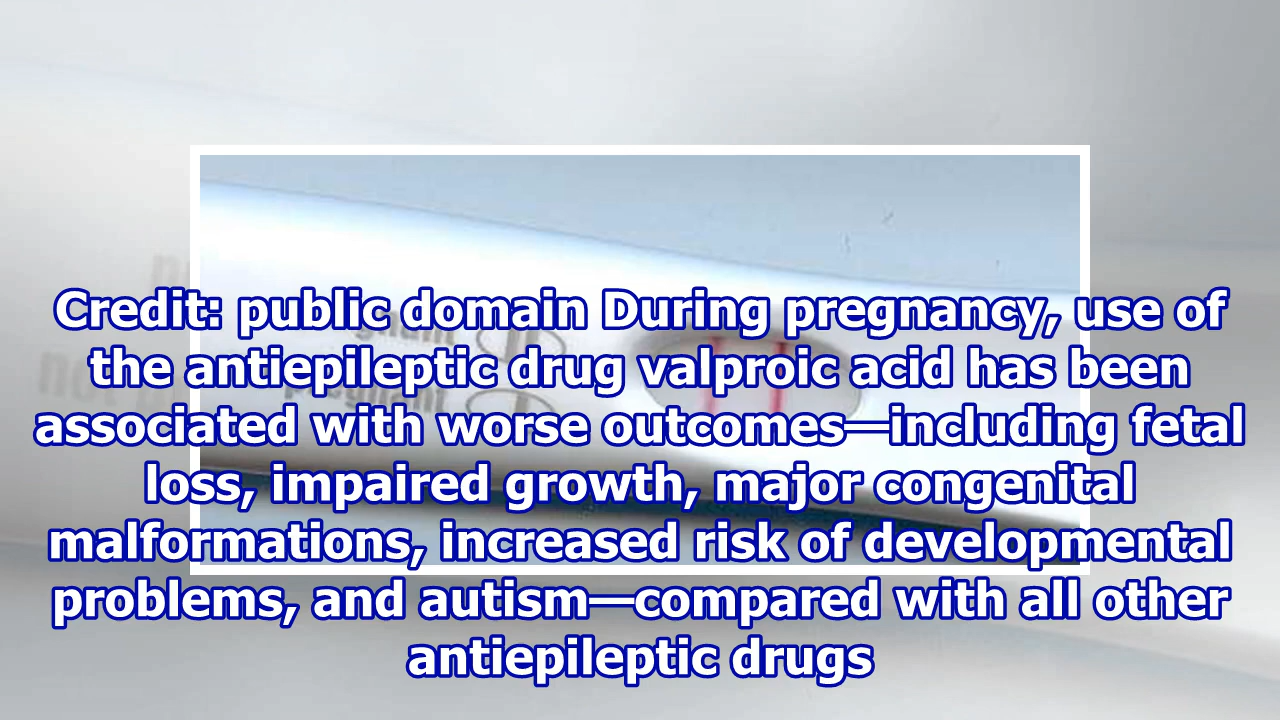 Credit: public domain During pregnancy, use of
the antiepileptic drug valproic acid has been
associated with worse outcomes—including fetal
loss, impaired growth, major congenital
malformations, increased risk of developmental
problems, and autism—compared with all other
antiepileptic drugs
pregnant